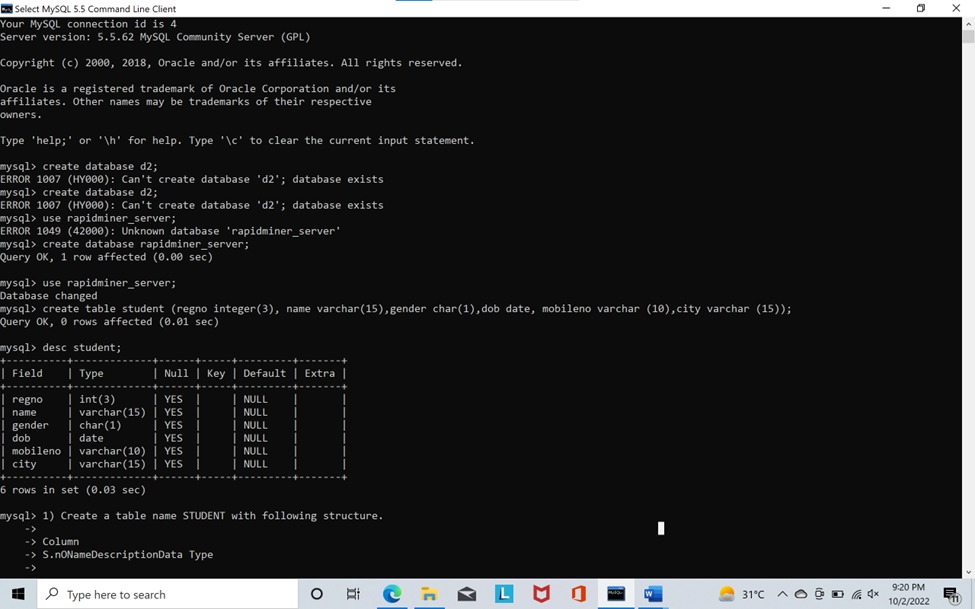 Select MySQL 5.5 Command Line Client
Your MySQL connection id is 4
Server version: 5.5.62 MySQL Community Server (GPL)
Copyright (c) 2000, 2018, Oracle and/or its affiliates. All rights reserved.
Oracle is a registered trademark of Oracle Corporation and/or its
affiliates. Other names may be trademarks of their respective
owners.
Type 'help;' or '\h' for help. Type '\c' to clear the current input statement.
mysql> create database d2;
ERROR 1007 (HY000): Can't create database 'd2'; database exists
mysql> create database d2;
ERROR 1007 (HY000): Can't create database 'd2'; database exists
mysql> use rapidminer_server;
ERROR 1049 (42000): Unknown database 'rapidminer_server'
mysql> create database rapidminer_server;
Query OK, 1 row affected (0.00 sec)
mysql> use rapidminer_server;
Database changed
mysql> create table student (regno integer(3), name varchar(15),gender char(1),dob date, mobileno varchar (10),city varchar (15));
Query OK, 0 rows affected (0.01 sec)
mysql> desc student;
+----------+-------------+------+-----+---------+-------+
| Field    | Type        | Null | Key | Default | Extra |
+----------+-------------+------+-----+---------+-------+
| regno    | int(3)      | YES  |     | NULL    |       |
| name     | varchar(15) | YES  |     | NULL    |       |
| gender   | char(1)     | YES  |     | NULL    |       |
| dob      | date        | YES  |     | NULL    |       |
| mobileno | varchar(10) | YES  |     | NULL    |       |
| city     | varchar(15) | YES  |     | NULL    |       |
+----------+-------------+------+-----+---------+-------+
6 rows in set (0.03 sec)
mysql> 1) Create a table name STUDENT with following structure.
    ->
    -> Column
    -> S.nONameDescriptionData Type
    ->
Type here to search
31°C
9:20 PM
10/2/2022
11